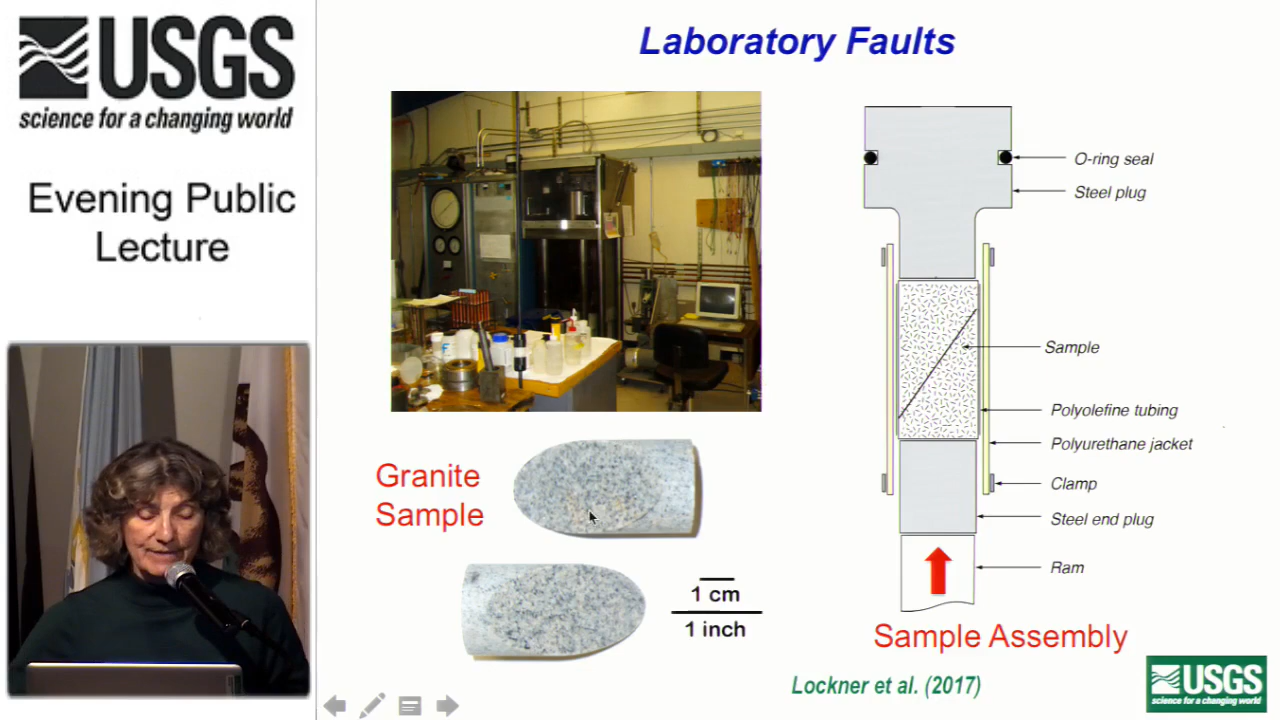 USGS
science for a changing world
Evening Public
Lecture
Laboratory Faults
O-ring seal
Steel plug
Sample
Polyolefine tubing
Polyurethane jacket
Clamp
Steel end plug
Ram
Granite
Sample
1 cm
1 inch
Sample Assembly
Lockner et al. (2017)
USGS
science for a changing world